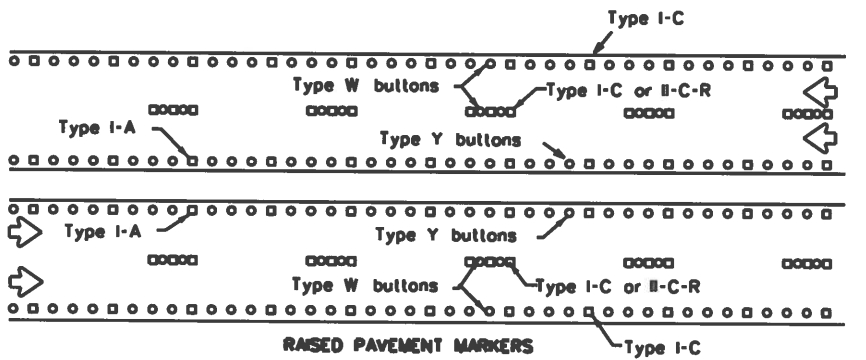 Type I-C
Type W buttons
Type I-C or II-C-R
Type I-A
Type Y buttons
Type I-A
Type Y buttons
Type W buttons
Type I-C or II-C-R
Type I-C
RAISED PAVEMENT MARKERS